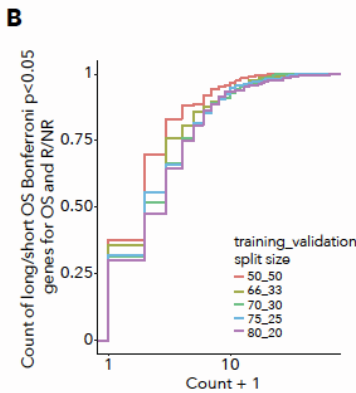 B
Count of long/short OS Bonferroni p<0.05
genes for OS and R/NR
1
0.75
0.50
0.25
0
training_validation
split size
50_50
66_33
70_30
75_25
80_20
1
10
Count + 1